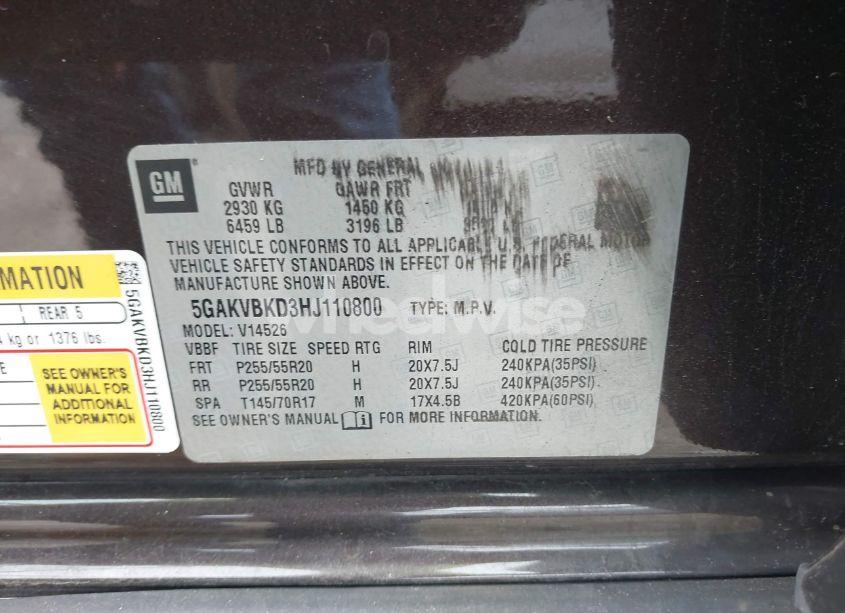 GM
MFD BY GENERAL
GVWR GAWR FRT
2930 KG 1450 KG
6459 LB 3196 LB
THIS VEHICLE CONFORMS TO ALL APPLICABLE U.S. FEDERAL MOTOR
VEHICLE SAFETY STANDARDS IN EFFECT ON THE DATE OF
MANUFACTURE SHOWN ABOVE.
5GAKVBKD3HJ110800 TYPE: M.P.V.
MODEL: V14526
VBBF TIRE SIZE SPEED RTG RIM COLD TIRE PRESSURE
FRT P255/55R20 H 20X7.5J 240KPA(35PSI)
RR P255/55R20 H 20X7.5J 240KPA(35PSI)
SPA T145/70R17 M 17X4.5B 420KPA(60PSI)
SEE OWNER'S MANUAL FOR MORE INFORMATION.
REAR 5
kg or 1376 lbs.
SEE OWNER'S
MANUAL FOR
ADDITIONAL
INFORMATION
5GAKVBKD3HJ110800
wheelwise